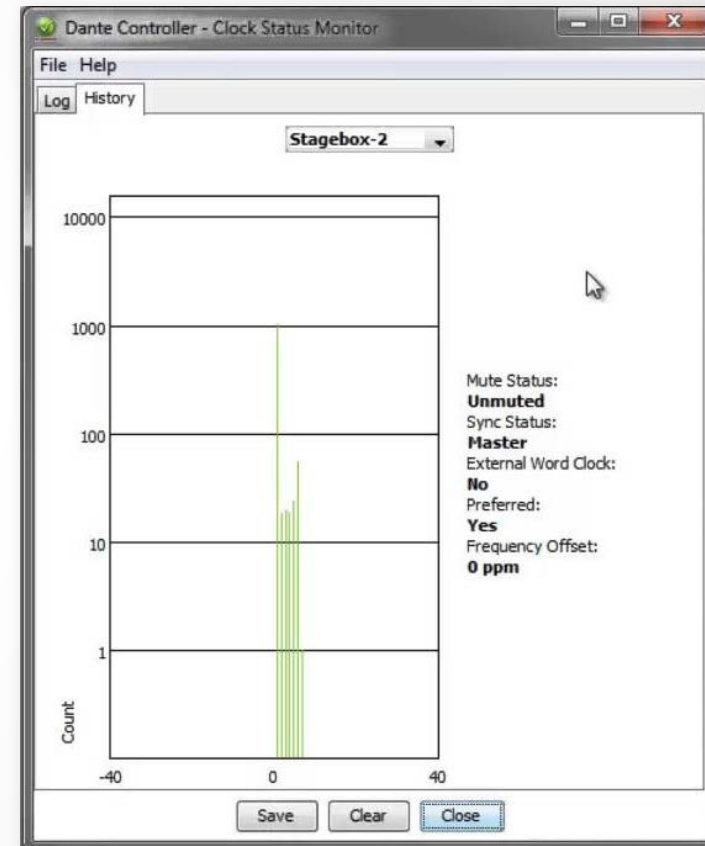 Dante Controller - Clock Status Monitor
File Help
Log History
Stagebox-2
10000
1000
100
10
1
Count
-40 0 40
Mute Status:
Unmuted
Sync Status:
Master
External Word Clock:
No
Preferred:
Yes
Frequency Offset:
0 ppm
Save Clear Close